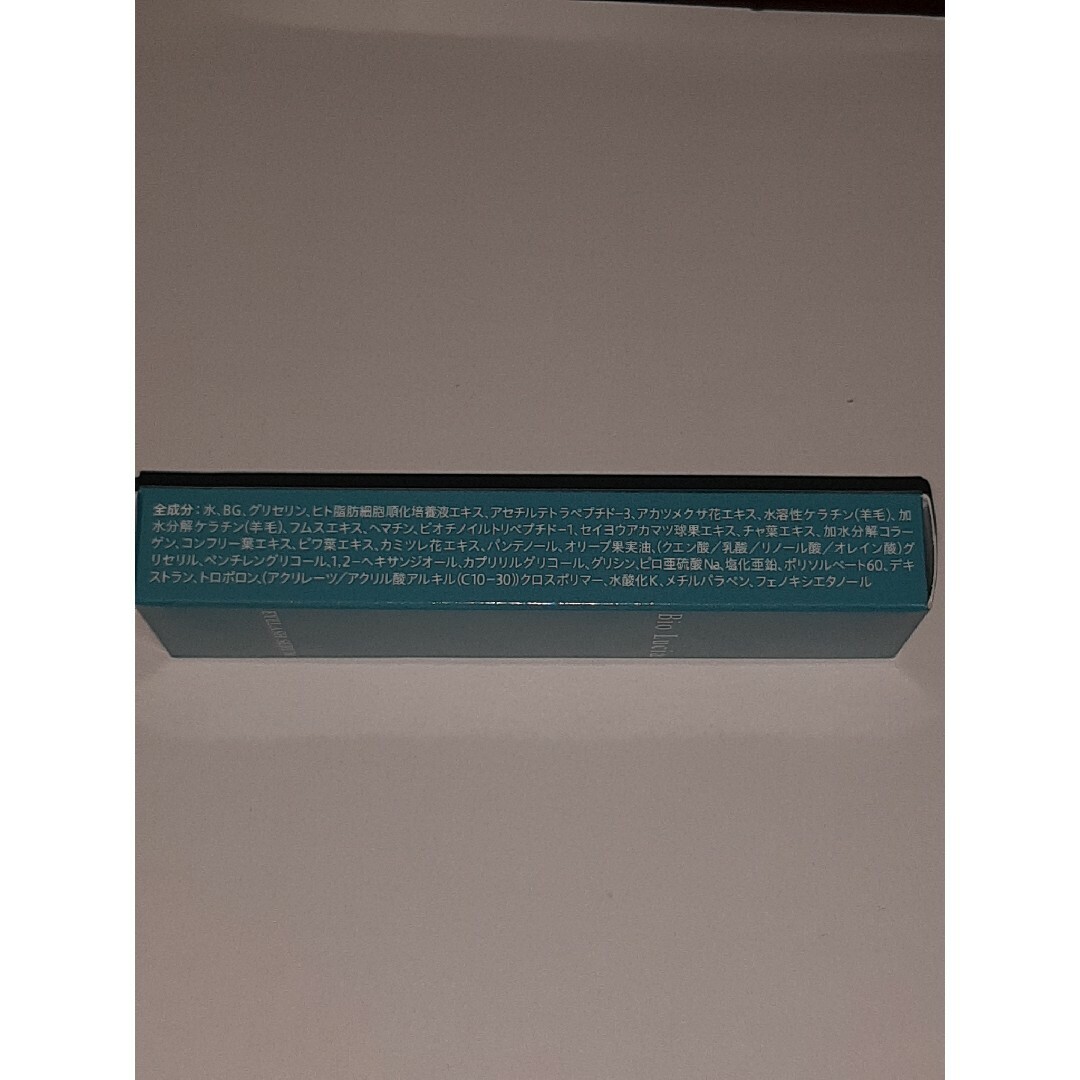 全成分：水、BG、グリセリン、ヒト脂肪細胞順化培養液エキス、アセチルテトラペプチド-3、アカツメクサ花エキス、水溶性ケラチン(羊毛)、加
水分解ケラチン(羊毛)、フムスエキス、ヘマチン、ビオチノイルトリペプチド-1、セイヨウアカマツ球果エキス、チャ葉エキス、加水分解コラー
ゲン、コンフリー葉エキス、ビワ葉エキス、カミツレ花エキス、パンテノール、オリーブ果実油、(クエン酸／乳酸／リノール酸／オレイン酸)グ
リセリル、ペンチレングリコール、1,2-ヘキサンジオール、カプリリルグリコール、グリシン、ピロ亜硫酸Na、塩化亜鉛、ポリソルベート60、デキ
ストラン、トロポロン、(アクリレーツ/アクリル酸アルキル(C10-30))クロスポリマー、水酸化K、メチルパラベン、フェノキシエタノール
Bio
EYELASH